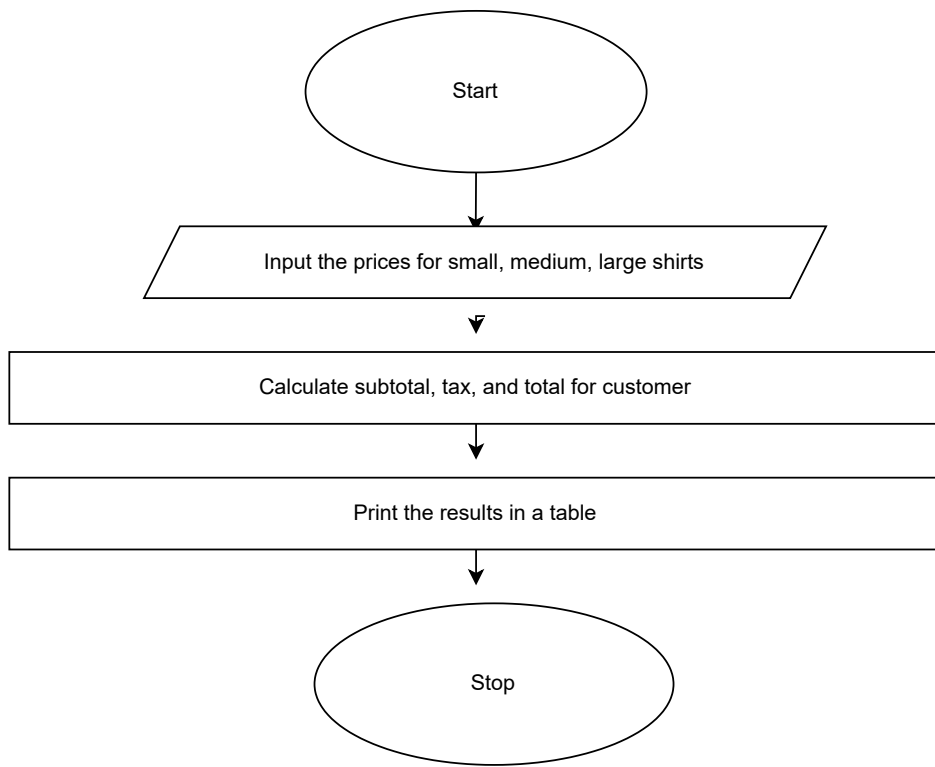 Start
Input the prices for small, medium, large shirts
Calculate subtotal, tax, and total for customer
Print the results in a table
Stop